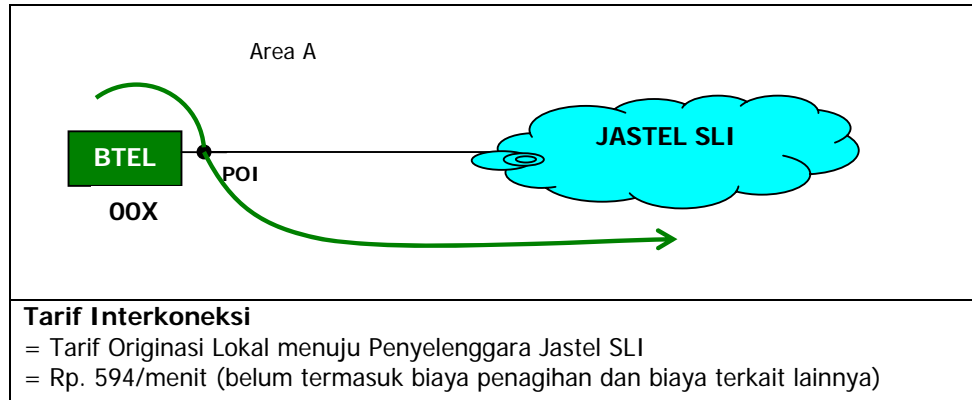 Area A
JASTEL SLI
BTEL
POI
00X
Tarif Interkoneksi
= Tarif Originasi Lokal menuju Penyelenggara Jastel SLI
= Rp. 594/menit (belum termasuk biaya penagihan dan biaya terkait lainnya)